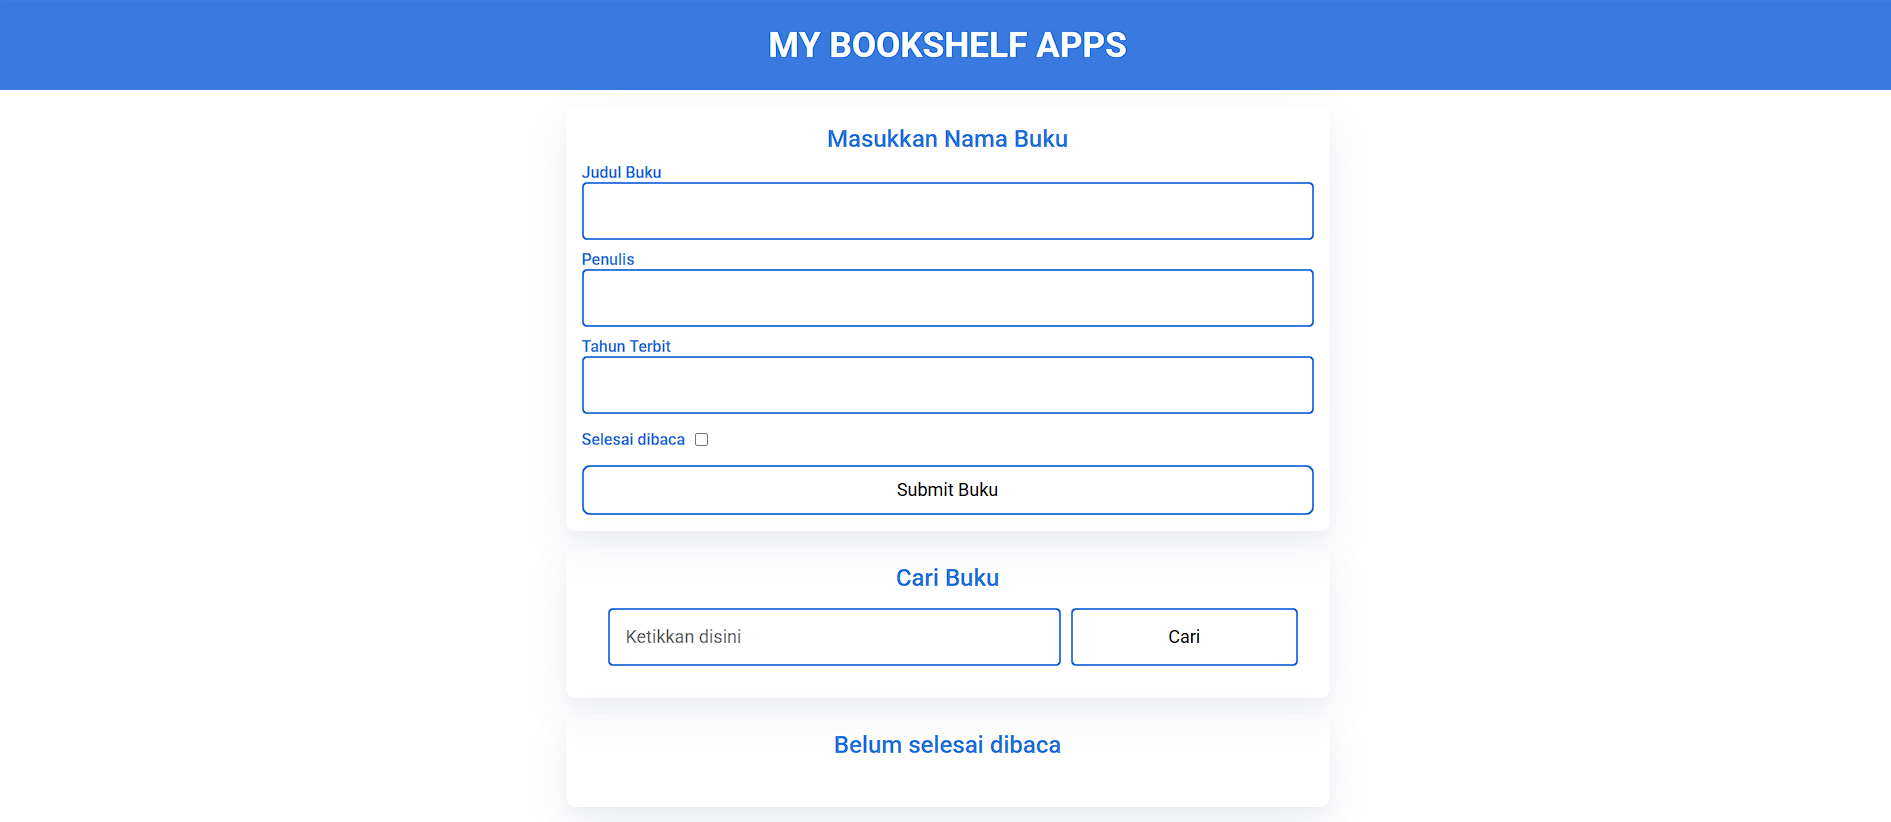 MY BOOKSHELF APPS
Masukkan Nama Buku
Judul Buku
Penulis
Tahun Terbit
Selesai dibaca
Submit Buku
Cari Buku
Ketikkan disini
Cari
Belum selesai dibaca